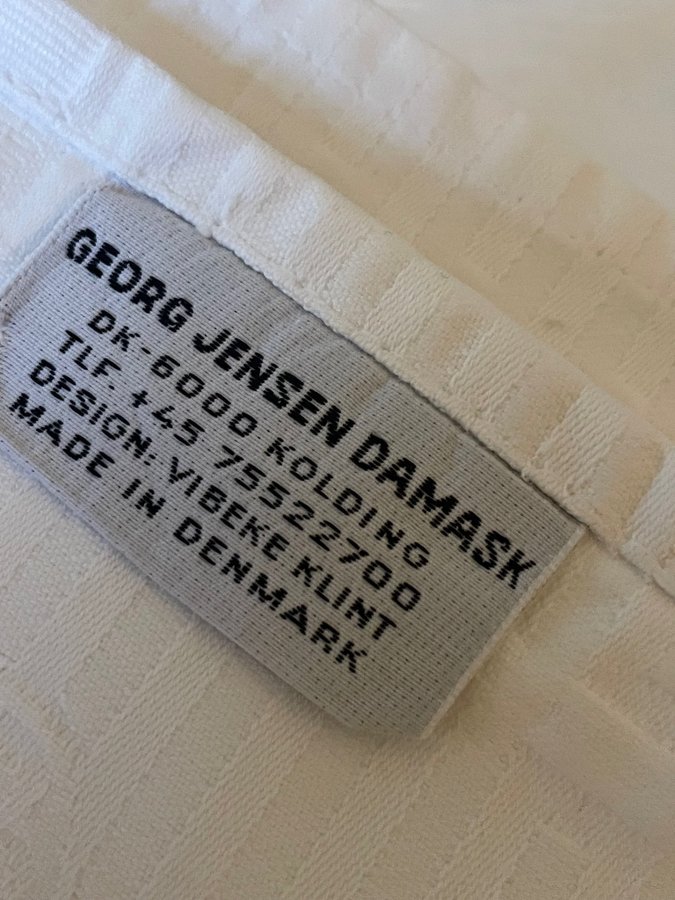 GEORG JENSEN DAMASK
DK-6000 KOLDING
TLF. +45 75522700
DESIGN: VIBEKE KLINT
MADE IN DENMARK